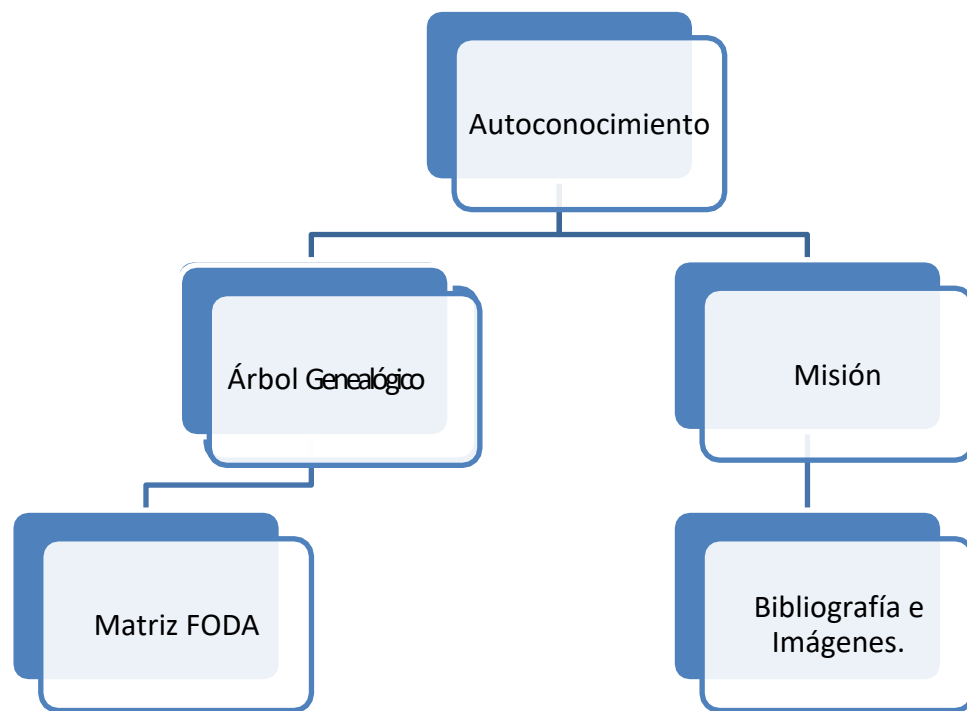 Autoconocimiento
Árbol Genealógico
Misión
Matriz FODA
Bibliografía e
Imágenes.